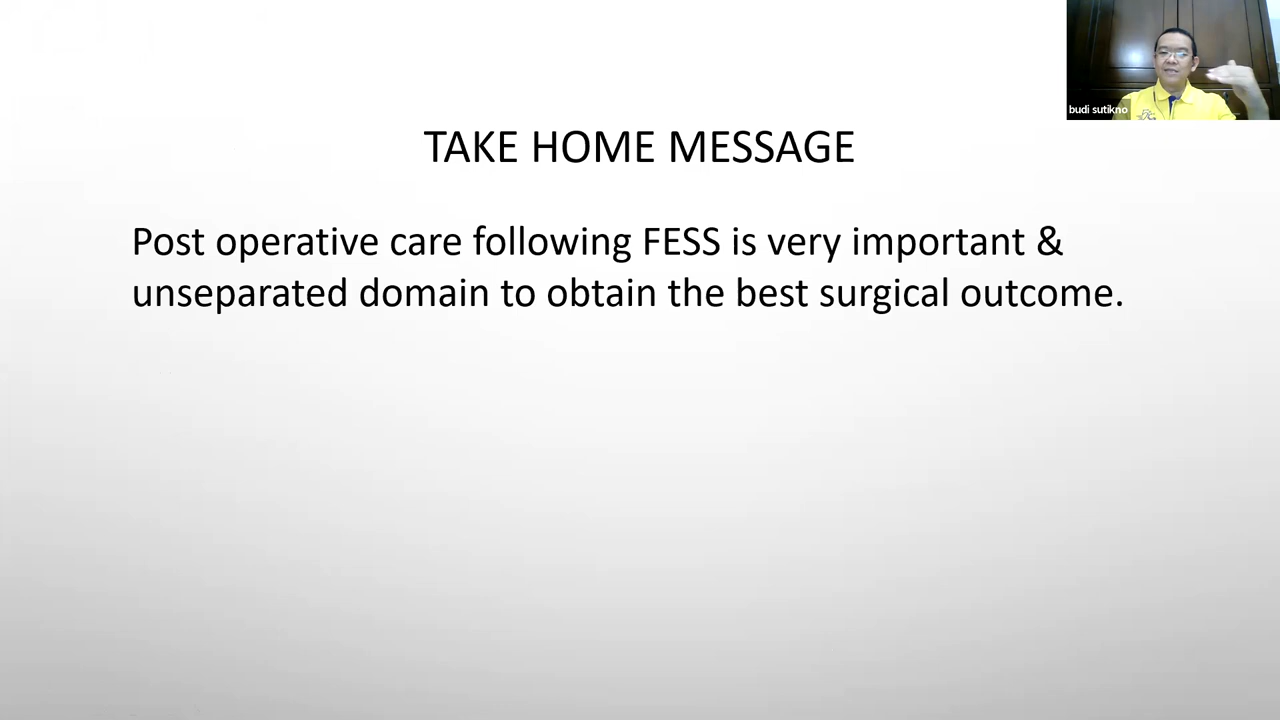 budi sutikno
TAKE HOME MESSAGE
Post operative care following FESS is very important &
unseparated domain to obtain the best surgical outcome.